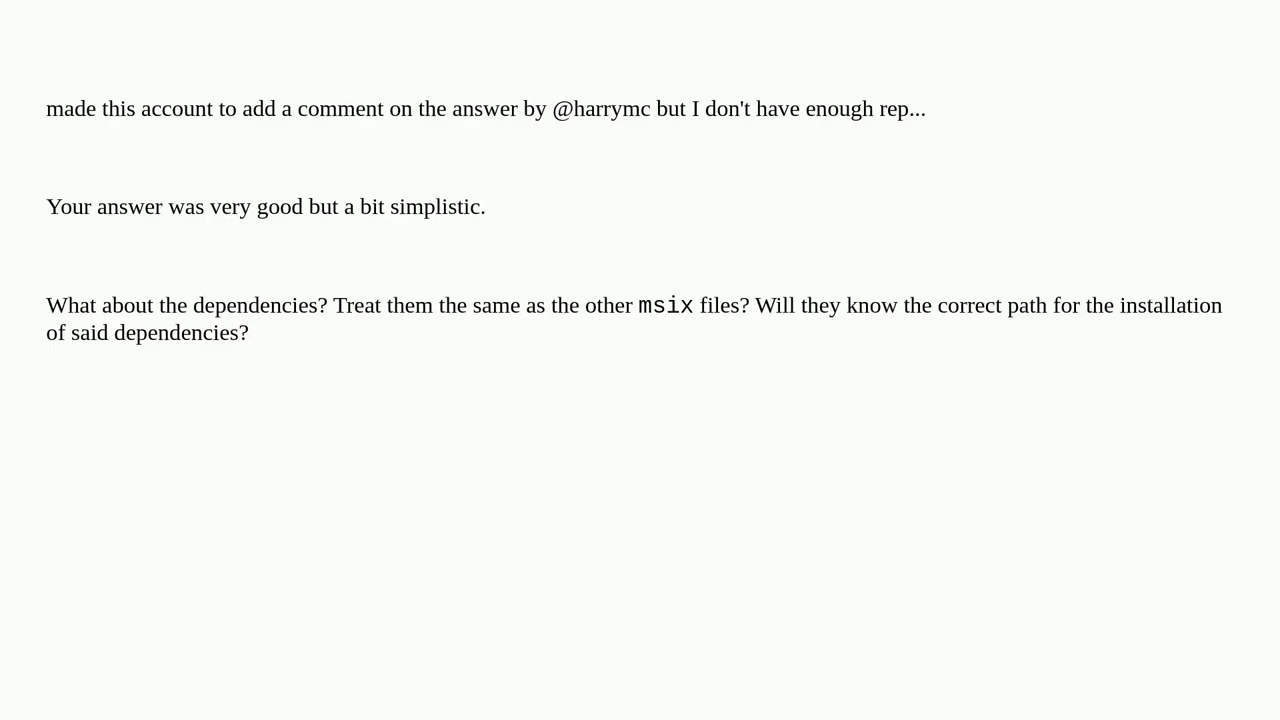 made this account to add a comment on the answer by @harrymc but I don't have enough rep...
Your answer was very good but a bit simplistic.
What about the dependencies? Treat them the same as the other msix files? Will they know the correct path for the installation
of said dependencies?